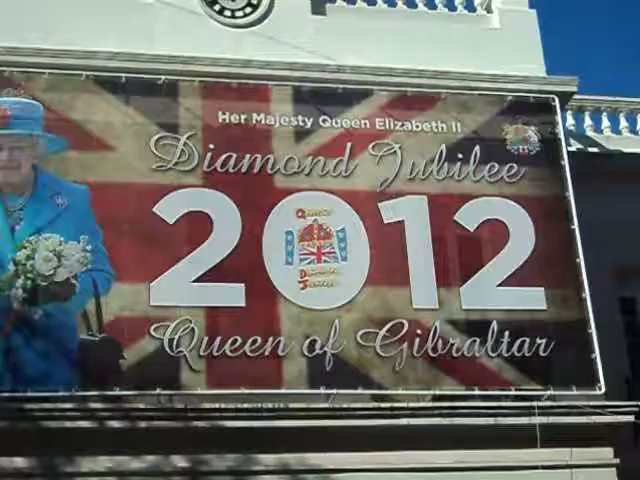 Her Majesty Queen Elizabeth II
Diamond Jubilee
2012
Queen of Gibraltar